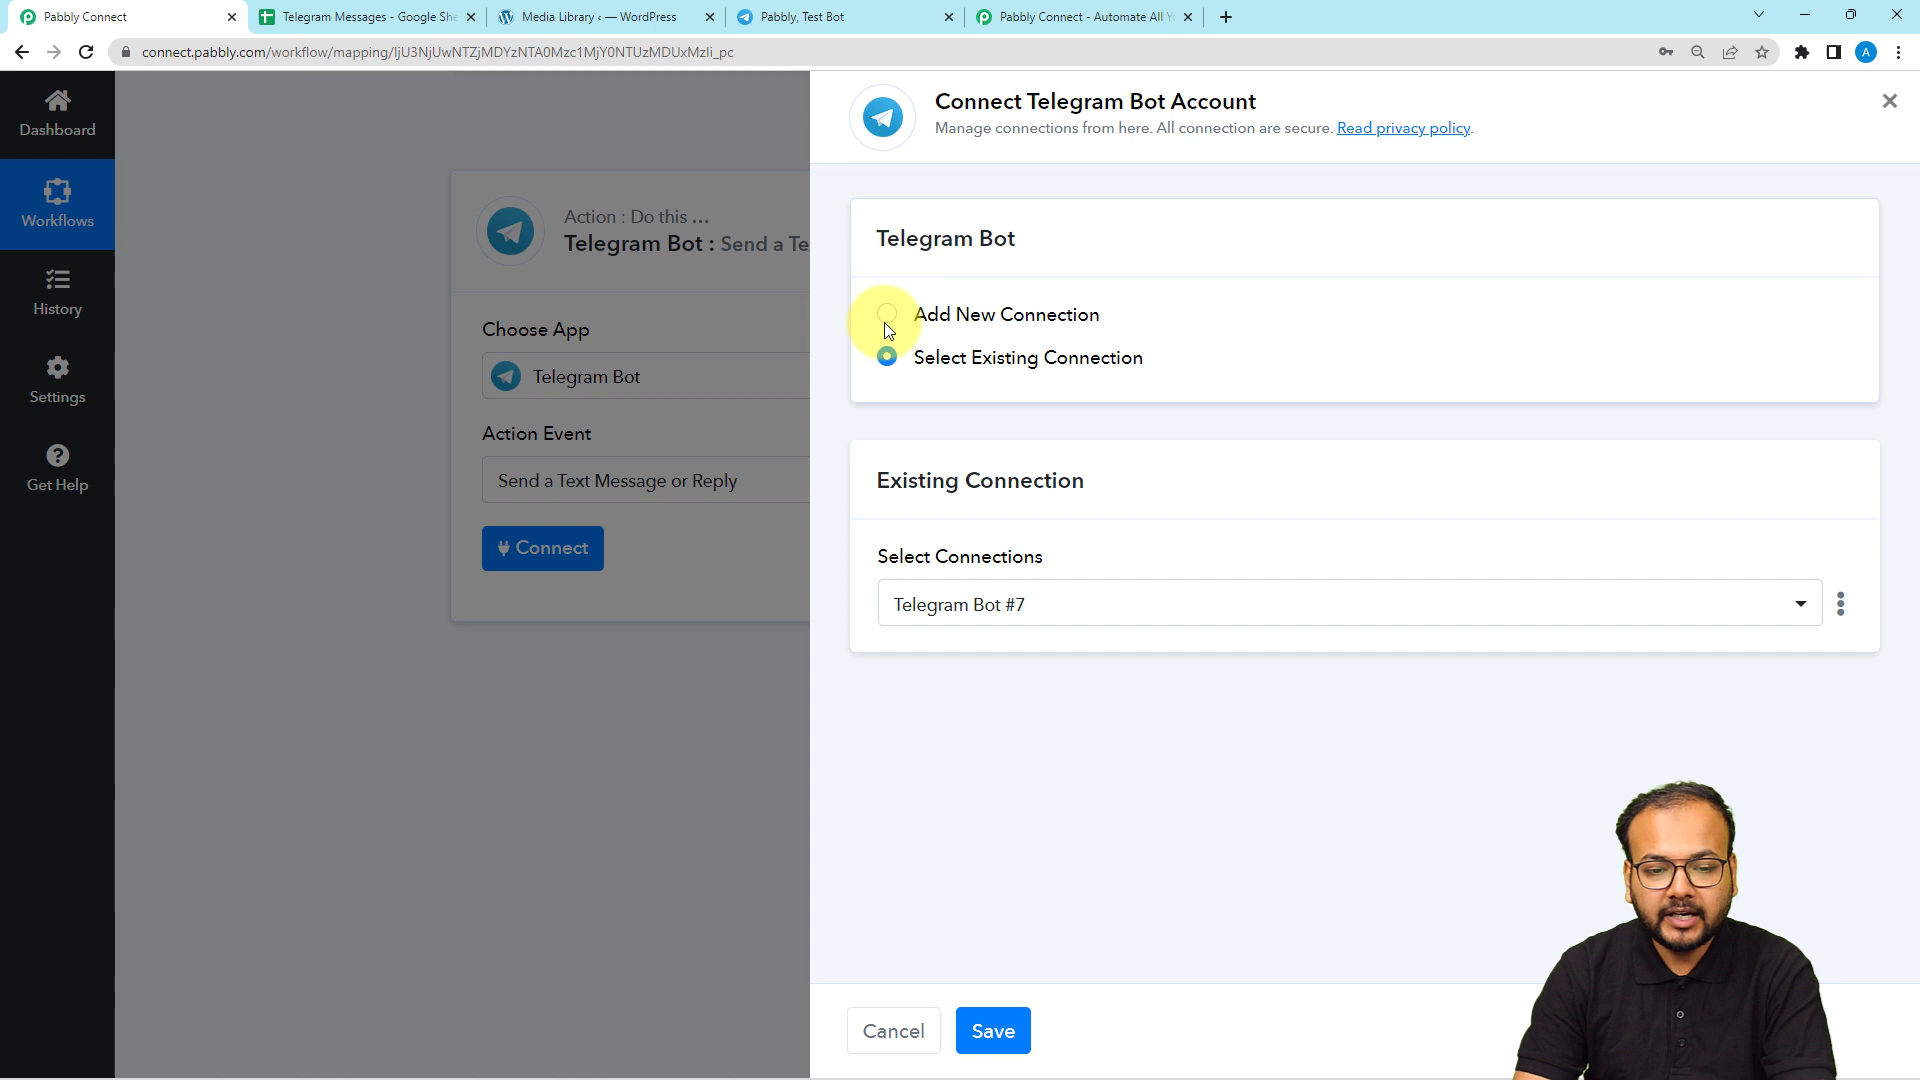 Pabbly Connect
Telegram Messages - Google She
Media Library ‹ — WordPress
Pabbly, Test Bot
Pabbly Connect - Automate All Y
connect.pabbly.com/workflow/mapping/IjU3NjUwNTZjMDYzNTA0Mzc1MjY0NTUzMDUxMzIi_pc
A
Dashboard
Workflows
History
Settings
Get Help
Action : Do this ...
Telegram Bot : Send a Te
Choose App
Telegram Bot
Action Event
Send a Text Message or Reply
Connect
Connect Telegram Bot Account
Manage connections from here. All connection are secure. Read privacy policy.
Telegram Bot
Add New Connection
Select Existing Connection
Existing Connection
Select Connections
Telegram Bot #7
Cancel
Save